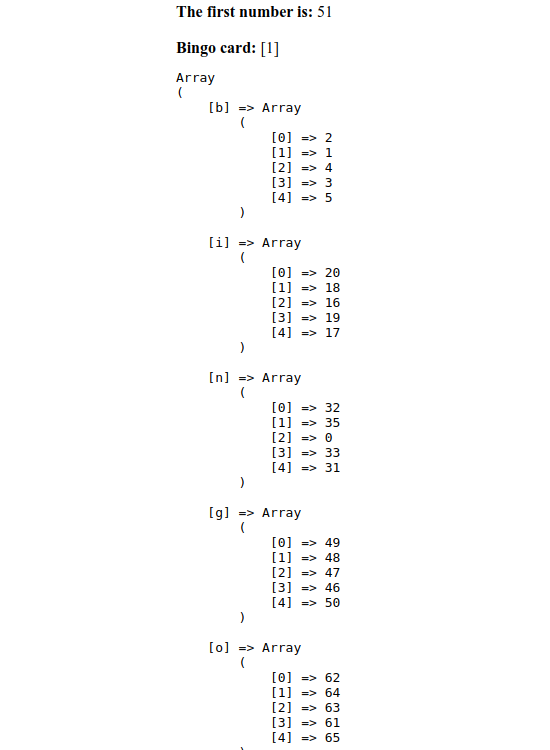 The first number is: 51
Bingo card: [1]
Array
(
    [b] => Array
        (
            [0] => 2
            [1] => 1
            [2] => 4
            [3] => 3
            [4] => 5
        )

    [i] => Array
        (
            [0] => 20
            [1] => 18
            [2] => 16
            [3] => 19
            [4] => 17
        )

    [n] => Array
        (
            [0] => 32
            [1] => 35
            [2] => 0
            [3] => 33
            [4] => 31
        )

    [g] => Array
        (
            [0] => 49
            [1] => 48
            [2] => 47
            [3] => 46
            [4] => 50
        )

    [o] => Array
        (
            [0] => 62
            [1] => 64
            [2] => 63
            [3] => 61
            [4] => 65
        )